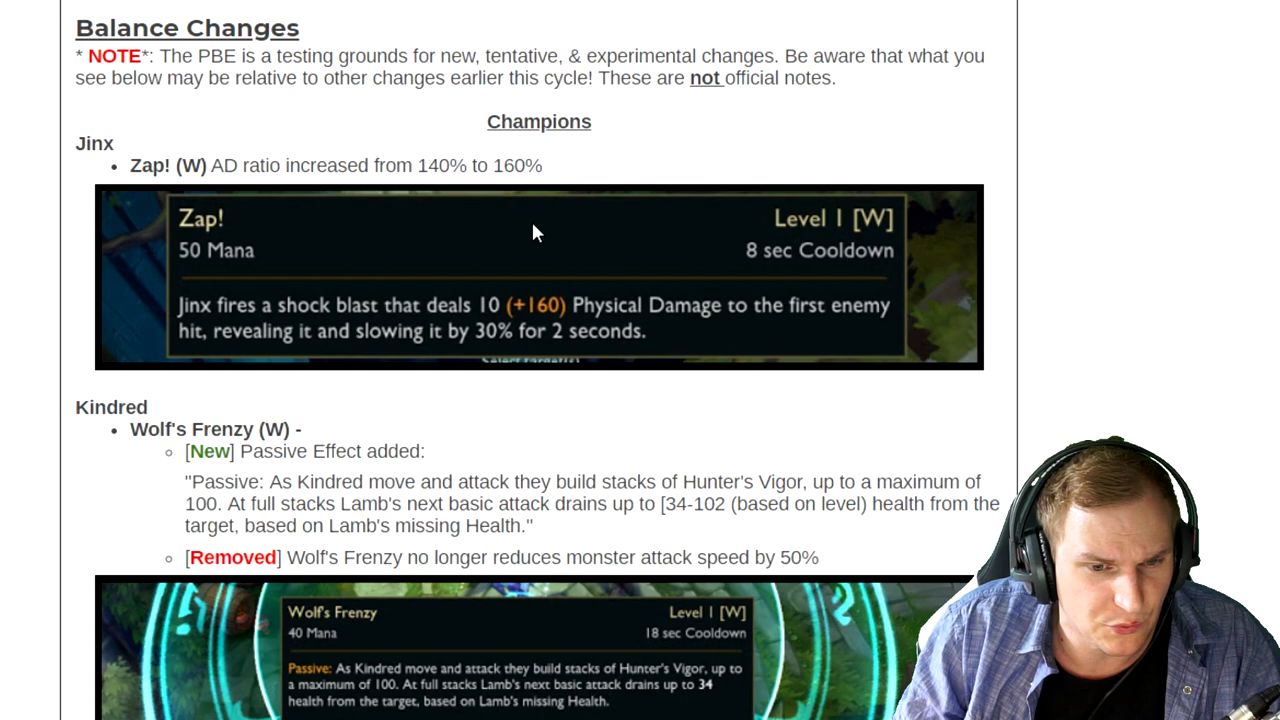 Balance Changes
* NOTE*: The PBE is a testing grounds for new, tentative, & experimental changes. Be aware that what you
see below may be relative to other changes earlier this cycle! These are not official notes.
Champions
Jinx
• Zap! (W) AD ratio increased from 140% to 160%
Zap!
Level 1 [W]
50 Mana
8 sec Cooldown
Jinx fires a shock blast that deals 10 (+160) Physical Damage to the first enemy
hit, revealing it and slowing it by 30% for 2 seconds.
Select target(s)
Kindred
• Wolf's Frenzy (W) -
◦ [New] Passive Effect added:
"Passive: As Kindred move and attack they build stacks of Hunter's Vigor, up to a maximum of
100. At full stacks Lamb's next basic attack drains up to [34-102 (based on level) health from the
target, based on Lamb's missing Health."
◦ [Removed] Wolf's Frenzy no longer reduces monster attack speed by 50%
Wolf's Frenzy
Level 1 [W]
40 Mana
18 sec Cooldown
Passive: As Kindred move and attack they build stacks of Hunter's Vigor, up to
a maximum of 100. At full stacks Lamb's next basic attack drains up to 34
health from the target, based on Lamb's missing Health.